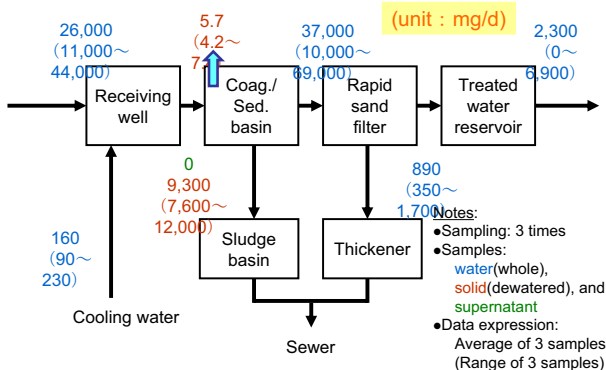 (unit : mg/d)
26,000
(11,000～
44,000)
5.7
(4.2～
7.
37,000
(10,000～
69,000)
2,300
(0～
6,900)
Receiving
well
Coag./
Sed.
basin
Rapid
sand
filter
Treated
water
reservoir
0
9,300
(7,600～
12,000)
890
(350～
1,700)
160
(90～
230)
Sludge
basin
Thickener
Cooling water
Sewer
Notes:
●Sampling: 3 times
●Samples:
water(whole),
solid(dewatered), and
supernatant
●Data expression:
Average of 3 samples
(Range of 3 samples)